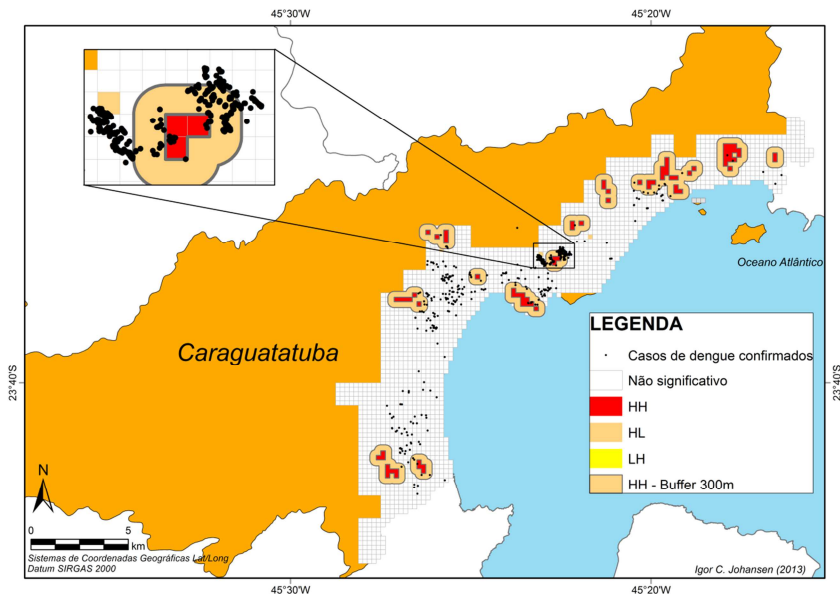 45°30'W
45°20'W
Oceano Atlântico
Caraguatatuba
LEGENDA
Casos de dengue confirmados
Não significativo
HH
HL
LH
HH - Buffer 300m
23°40'S
23°40'S
N
0
5
km
Sistemas de Coordenadas Geográficas Lat/Long
Datum SIRGAS 2000
Igor C. Johansen (2013)
45°30'W
45°20'W